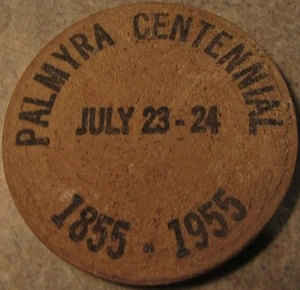 PALMYRA CENTENNIAL
JULY 23 - 24
1855 - 1955